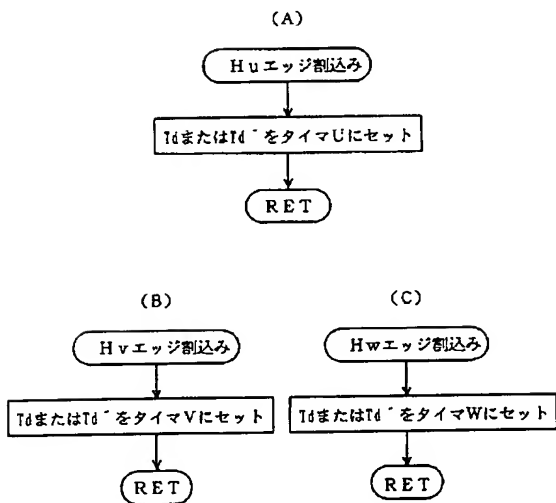 (A)
Huエッジ割込み
TdまたはTd´をタイマUにセット
RET
(B)
(C)
Hvエッジ割込み
Hwエッジ割込み
TdまたはTd´をタイマVにセット
TdまたはTd´をタイマWにセット
RET
RET